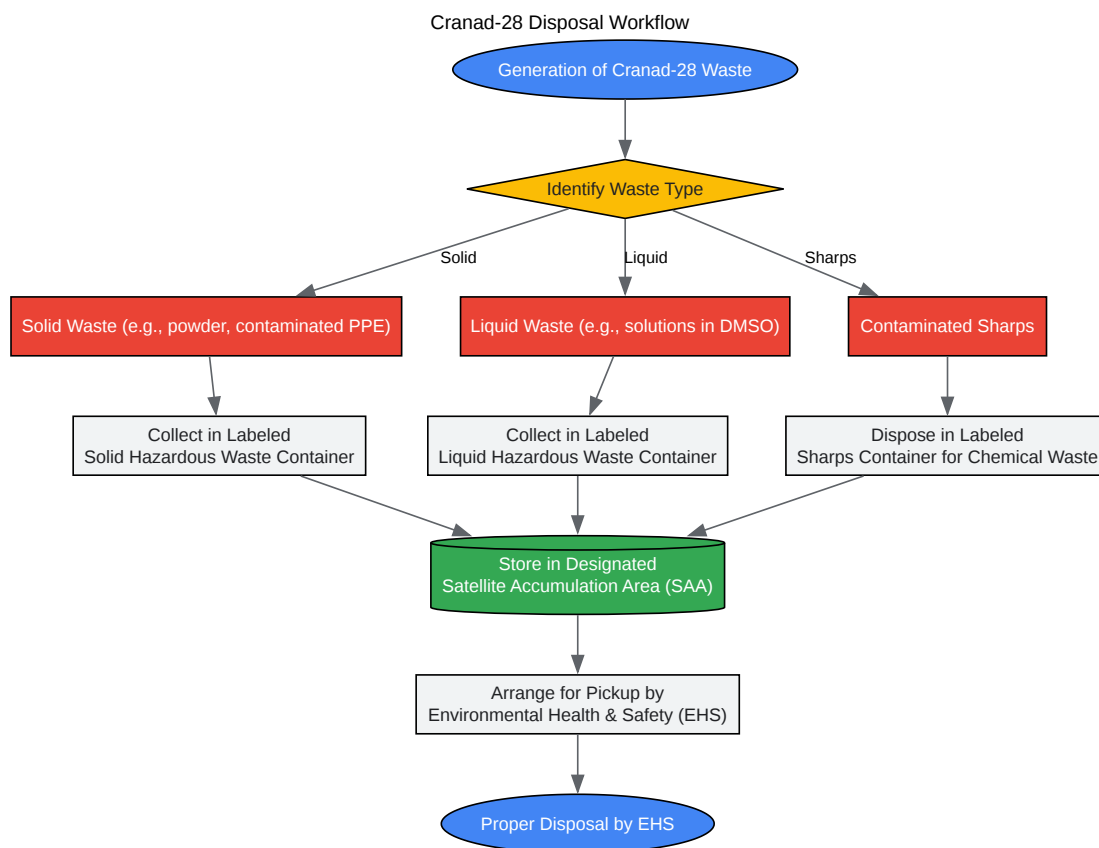 Cranad-28 Disposal Workflow
Generation of Cranad-28 Waste
Identify Waste Type
Solid
Liquid
Sharps
Solid Waste (e.g., powder, contaminated PPE)
Liquid Waste (e.g., solutions in DMSO)
Contaminated Sharps
Collect in Labeled
Solid Hazardous Waste Container
Collect in Labeled
Liquid Hazardous Waste Container
Dispose in Labeled
Sharps Container for Chemical Waste
Store in Designated
Satellite Accumulation Area (SAA)
Arrange for Pickup by
Environmental Health & Safety (EHS)
Proper Disposal by EHS